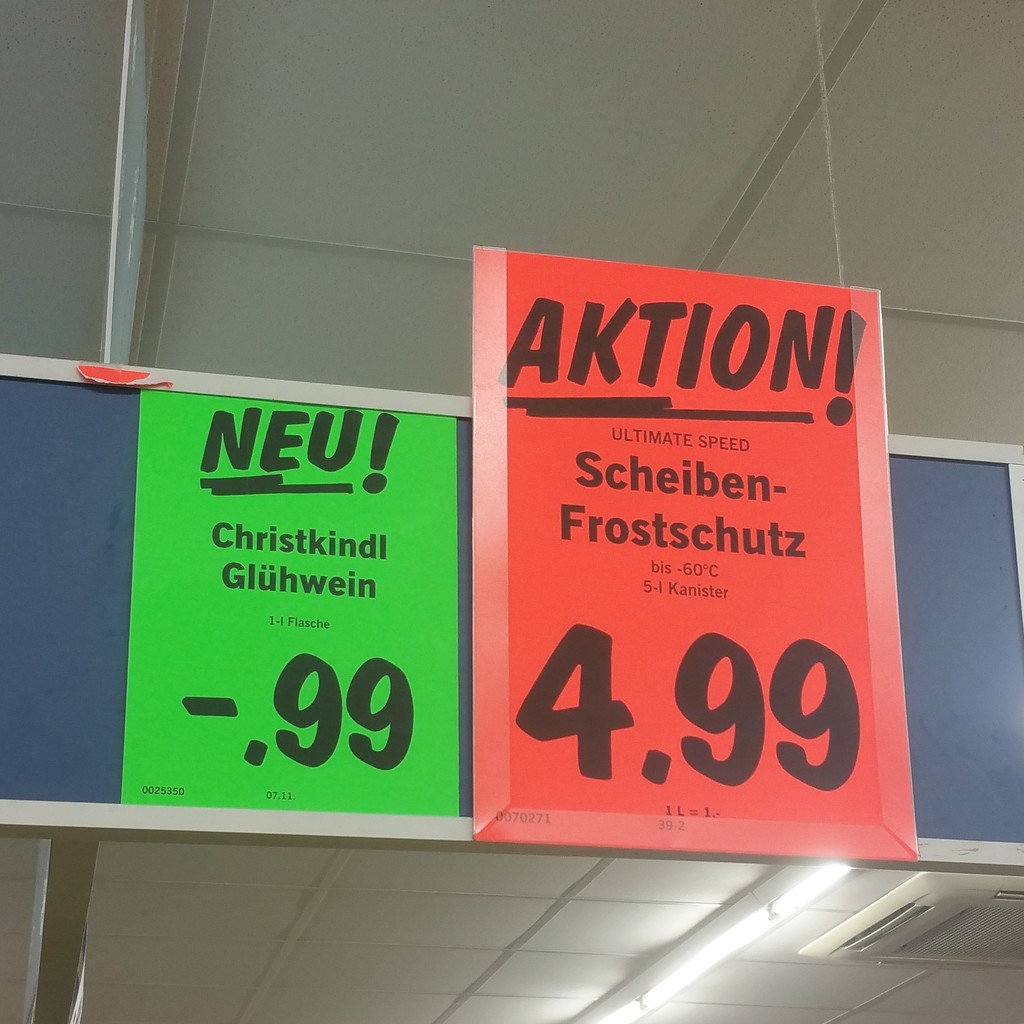 NEU!
Christkindl
Glühwein
1-l Flasche
-.99
0025350
07.11.
AKTION!
ULTIMATE SPEED
Scheiben-
Frostschutz
bis -60°C
5-l Kanister
4.99
1 L = 1.-
0070271
39-2